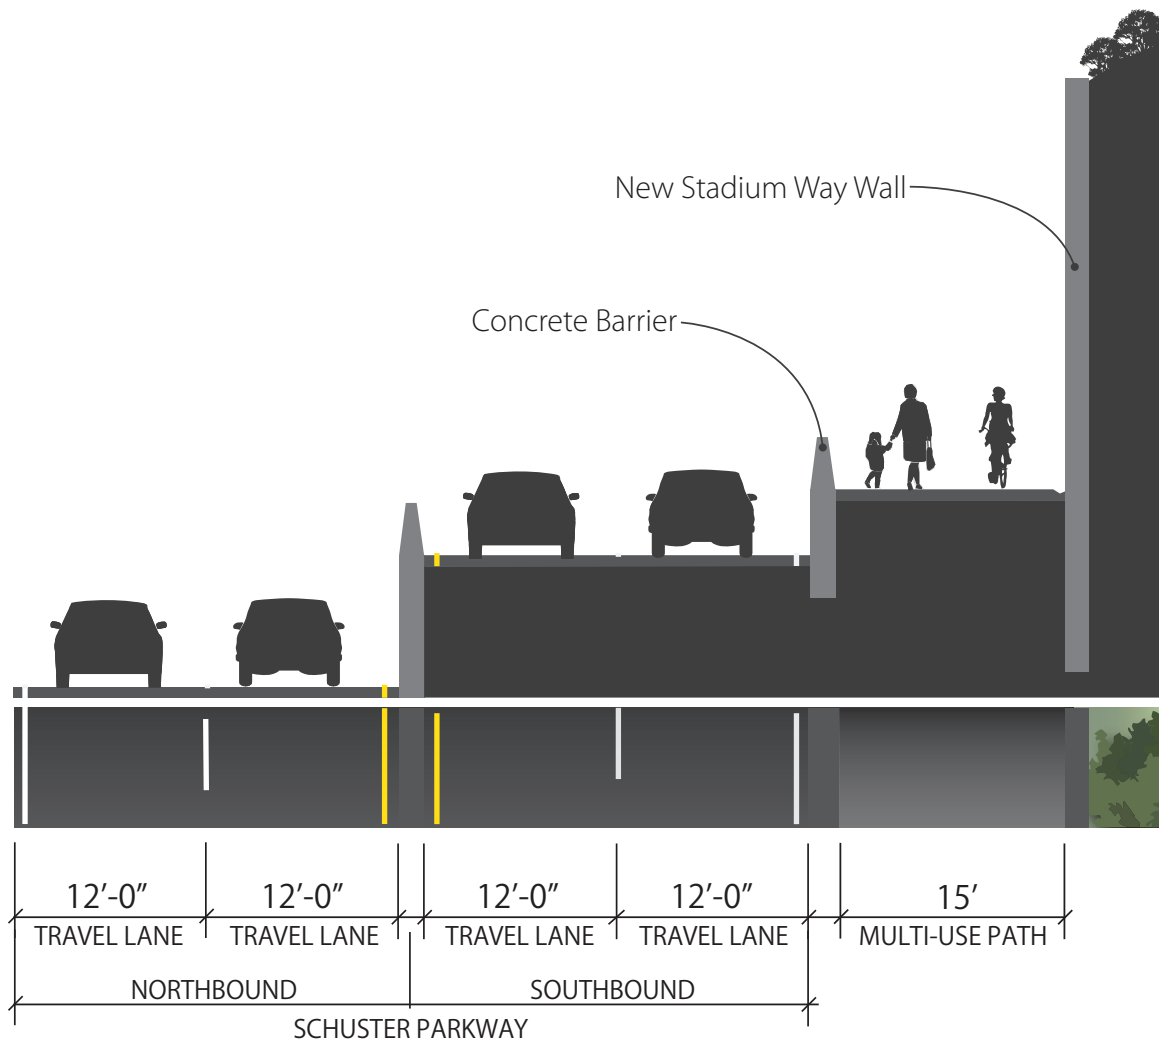 New Stadium Way Wall
Concrete Barrier
12’-0” 12’-0” 12’-0” 12’-0” 15’
TRAVEL LANE TRAVEL LANE TRAVEL LANE TRAVEL LANE MULTI-USE PATH
NORTHBOUND SOUTHBOUND
SCHUSTER PARKWAY